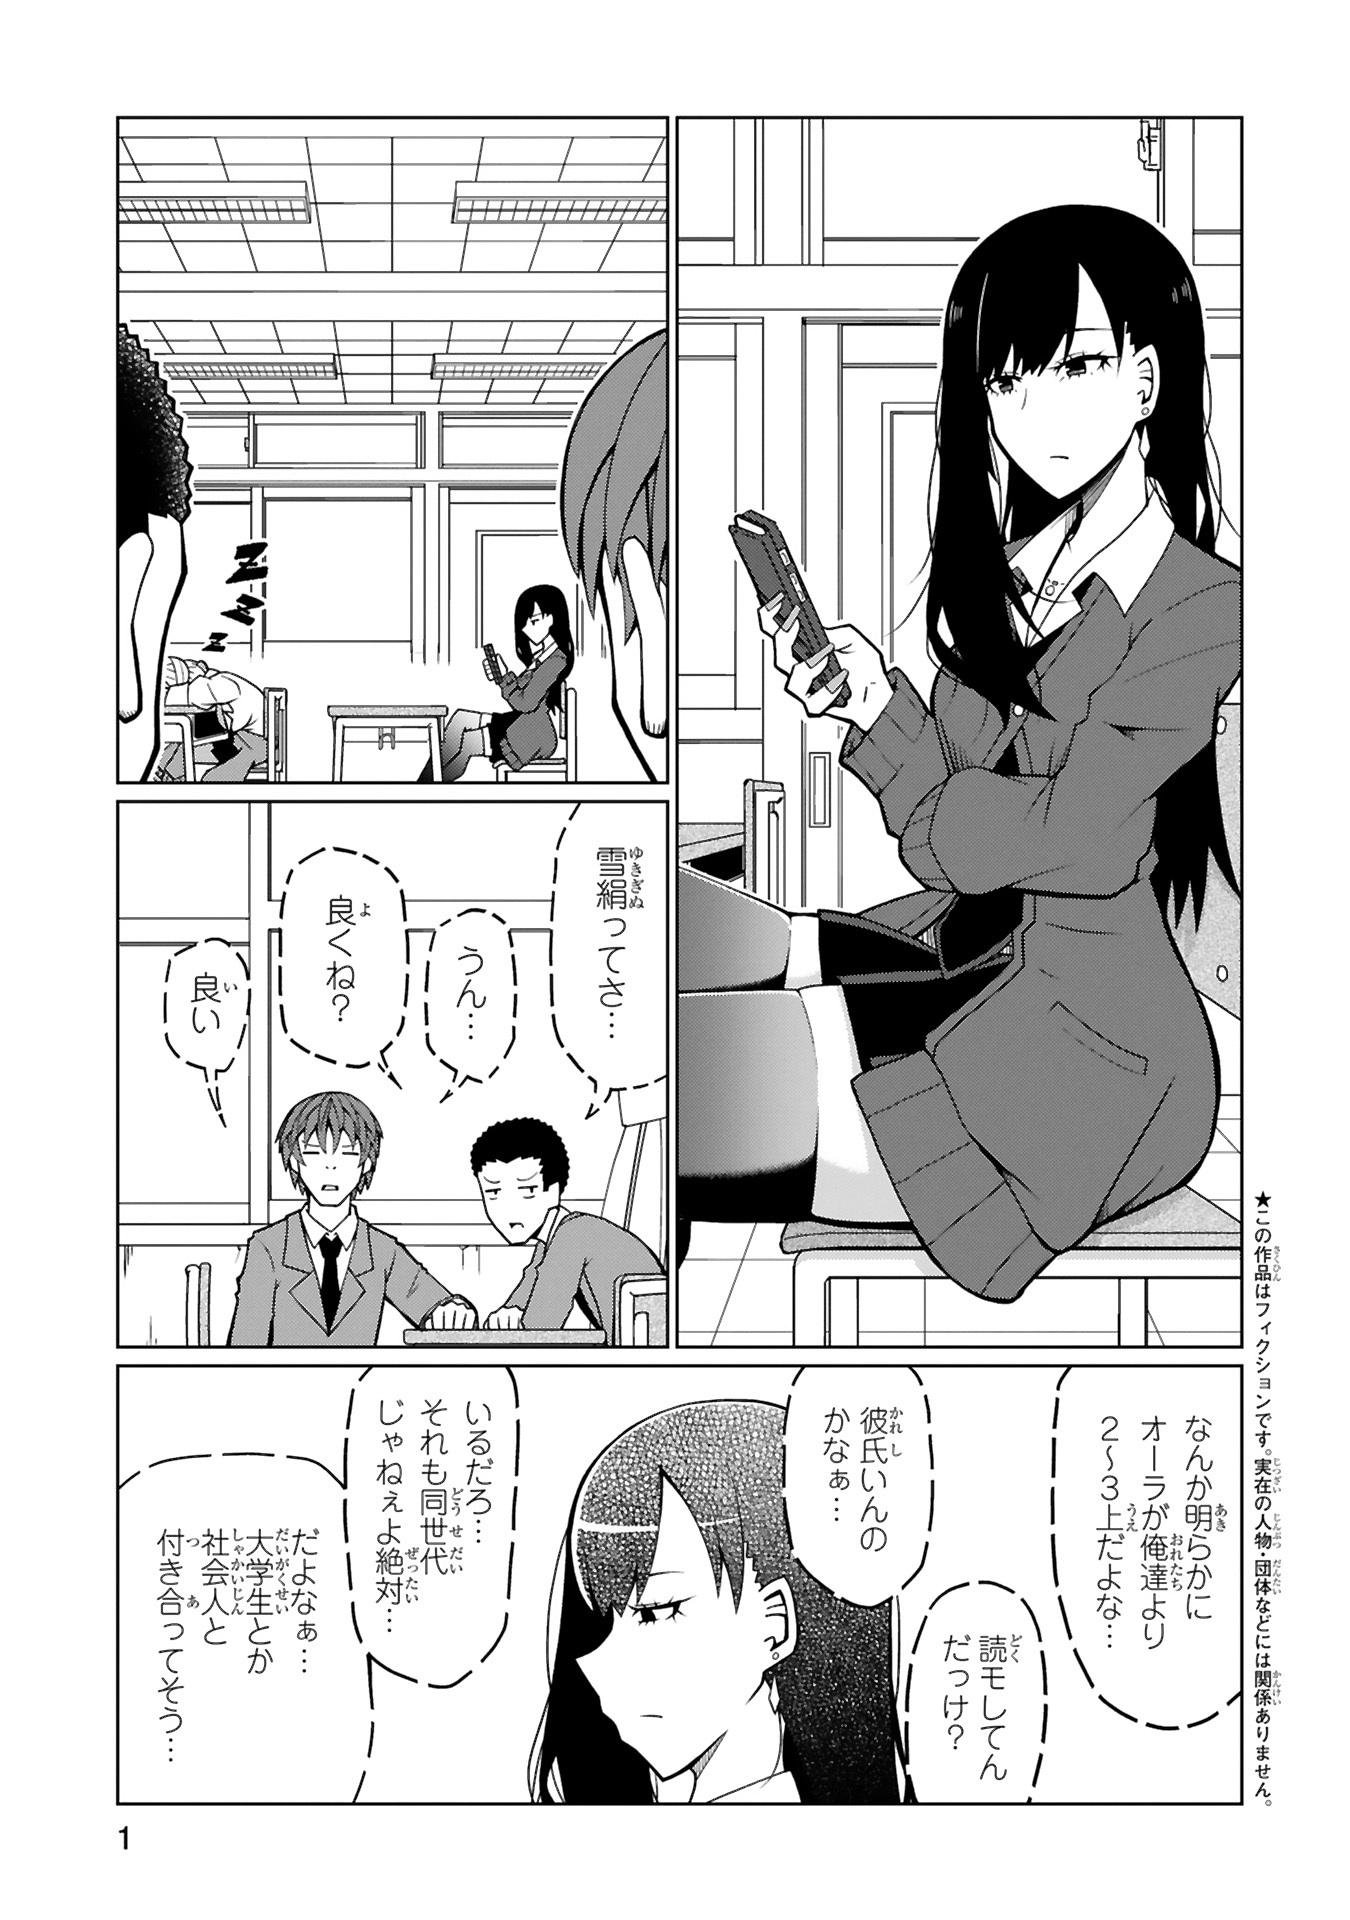 雪絹ってさ…
うん…
良くね?
良い
なんか明らかに
オーラが俺達より
2〜3上だよな…
読モしてん
だっけ?
彼氏いんの
かなぁ…
いるだろ…
それも同世代
じゃねぇよ絶対…
だよなぁ…
大学生とか
社会人と
付き合ってそう…
★この作品はフィクションです。実在の人物・団体などには関係ありません。
1